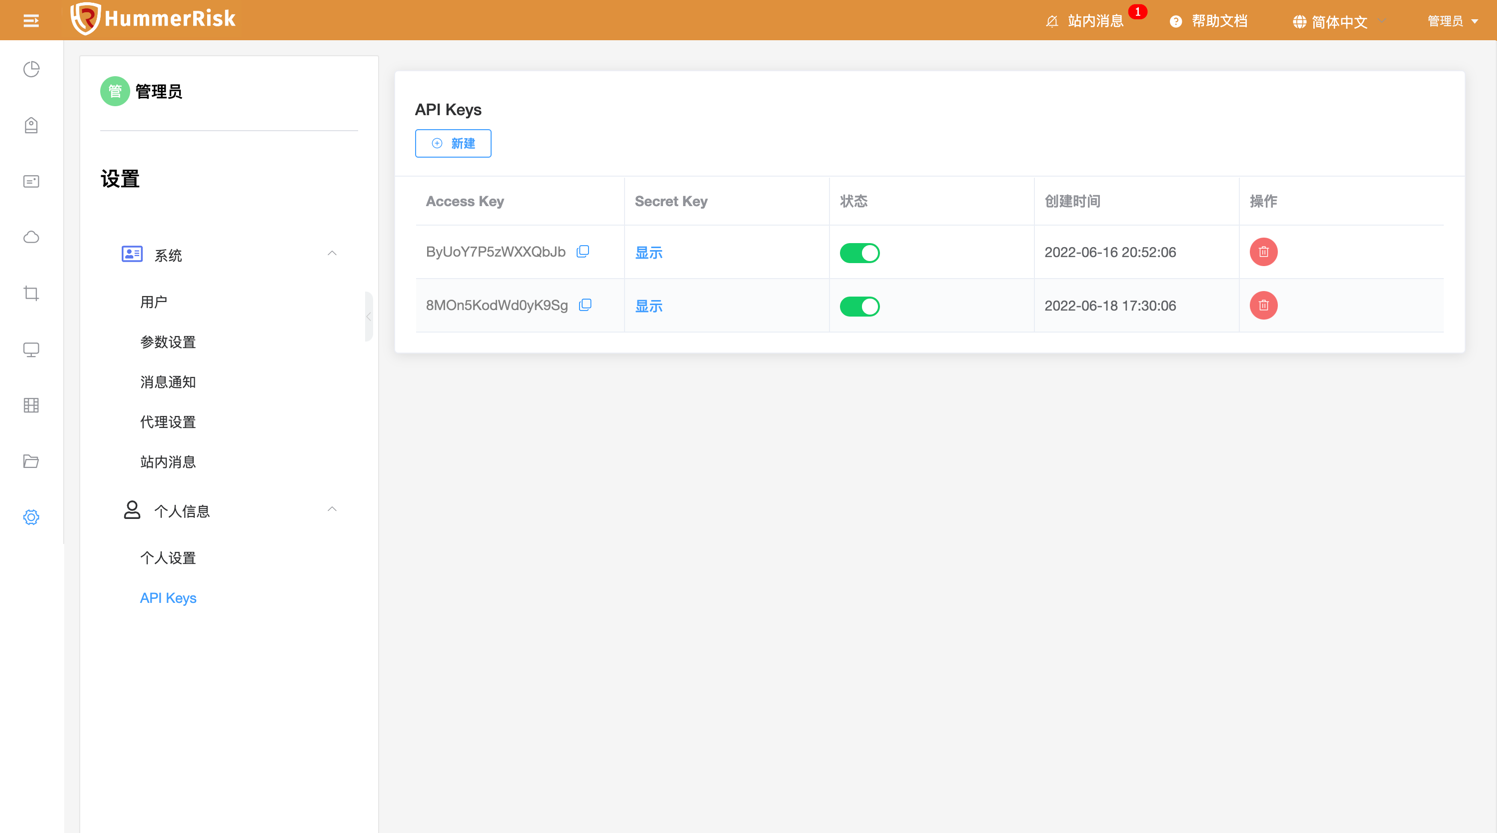 HummerRisk
站内消息 1
帮助文档
简体中文
管理员
管 管理员
设置
系统
用户
参数设置
消息通知
代理设置
站内消息
个人信息
个人设置
API Keys
API Keys
新建
Access Key Secret Key 状态 创建时间 操作
ByUoY7P5zWXXQbJb 显示 2022-06-16 20:52:06
8MOn5KodWd0yK9Sg 显示 2022-06-18 17:30:06